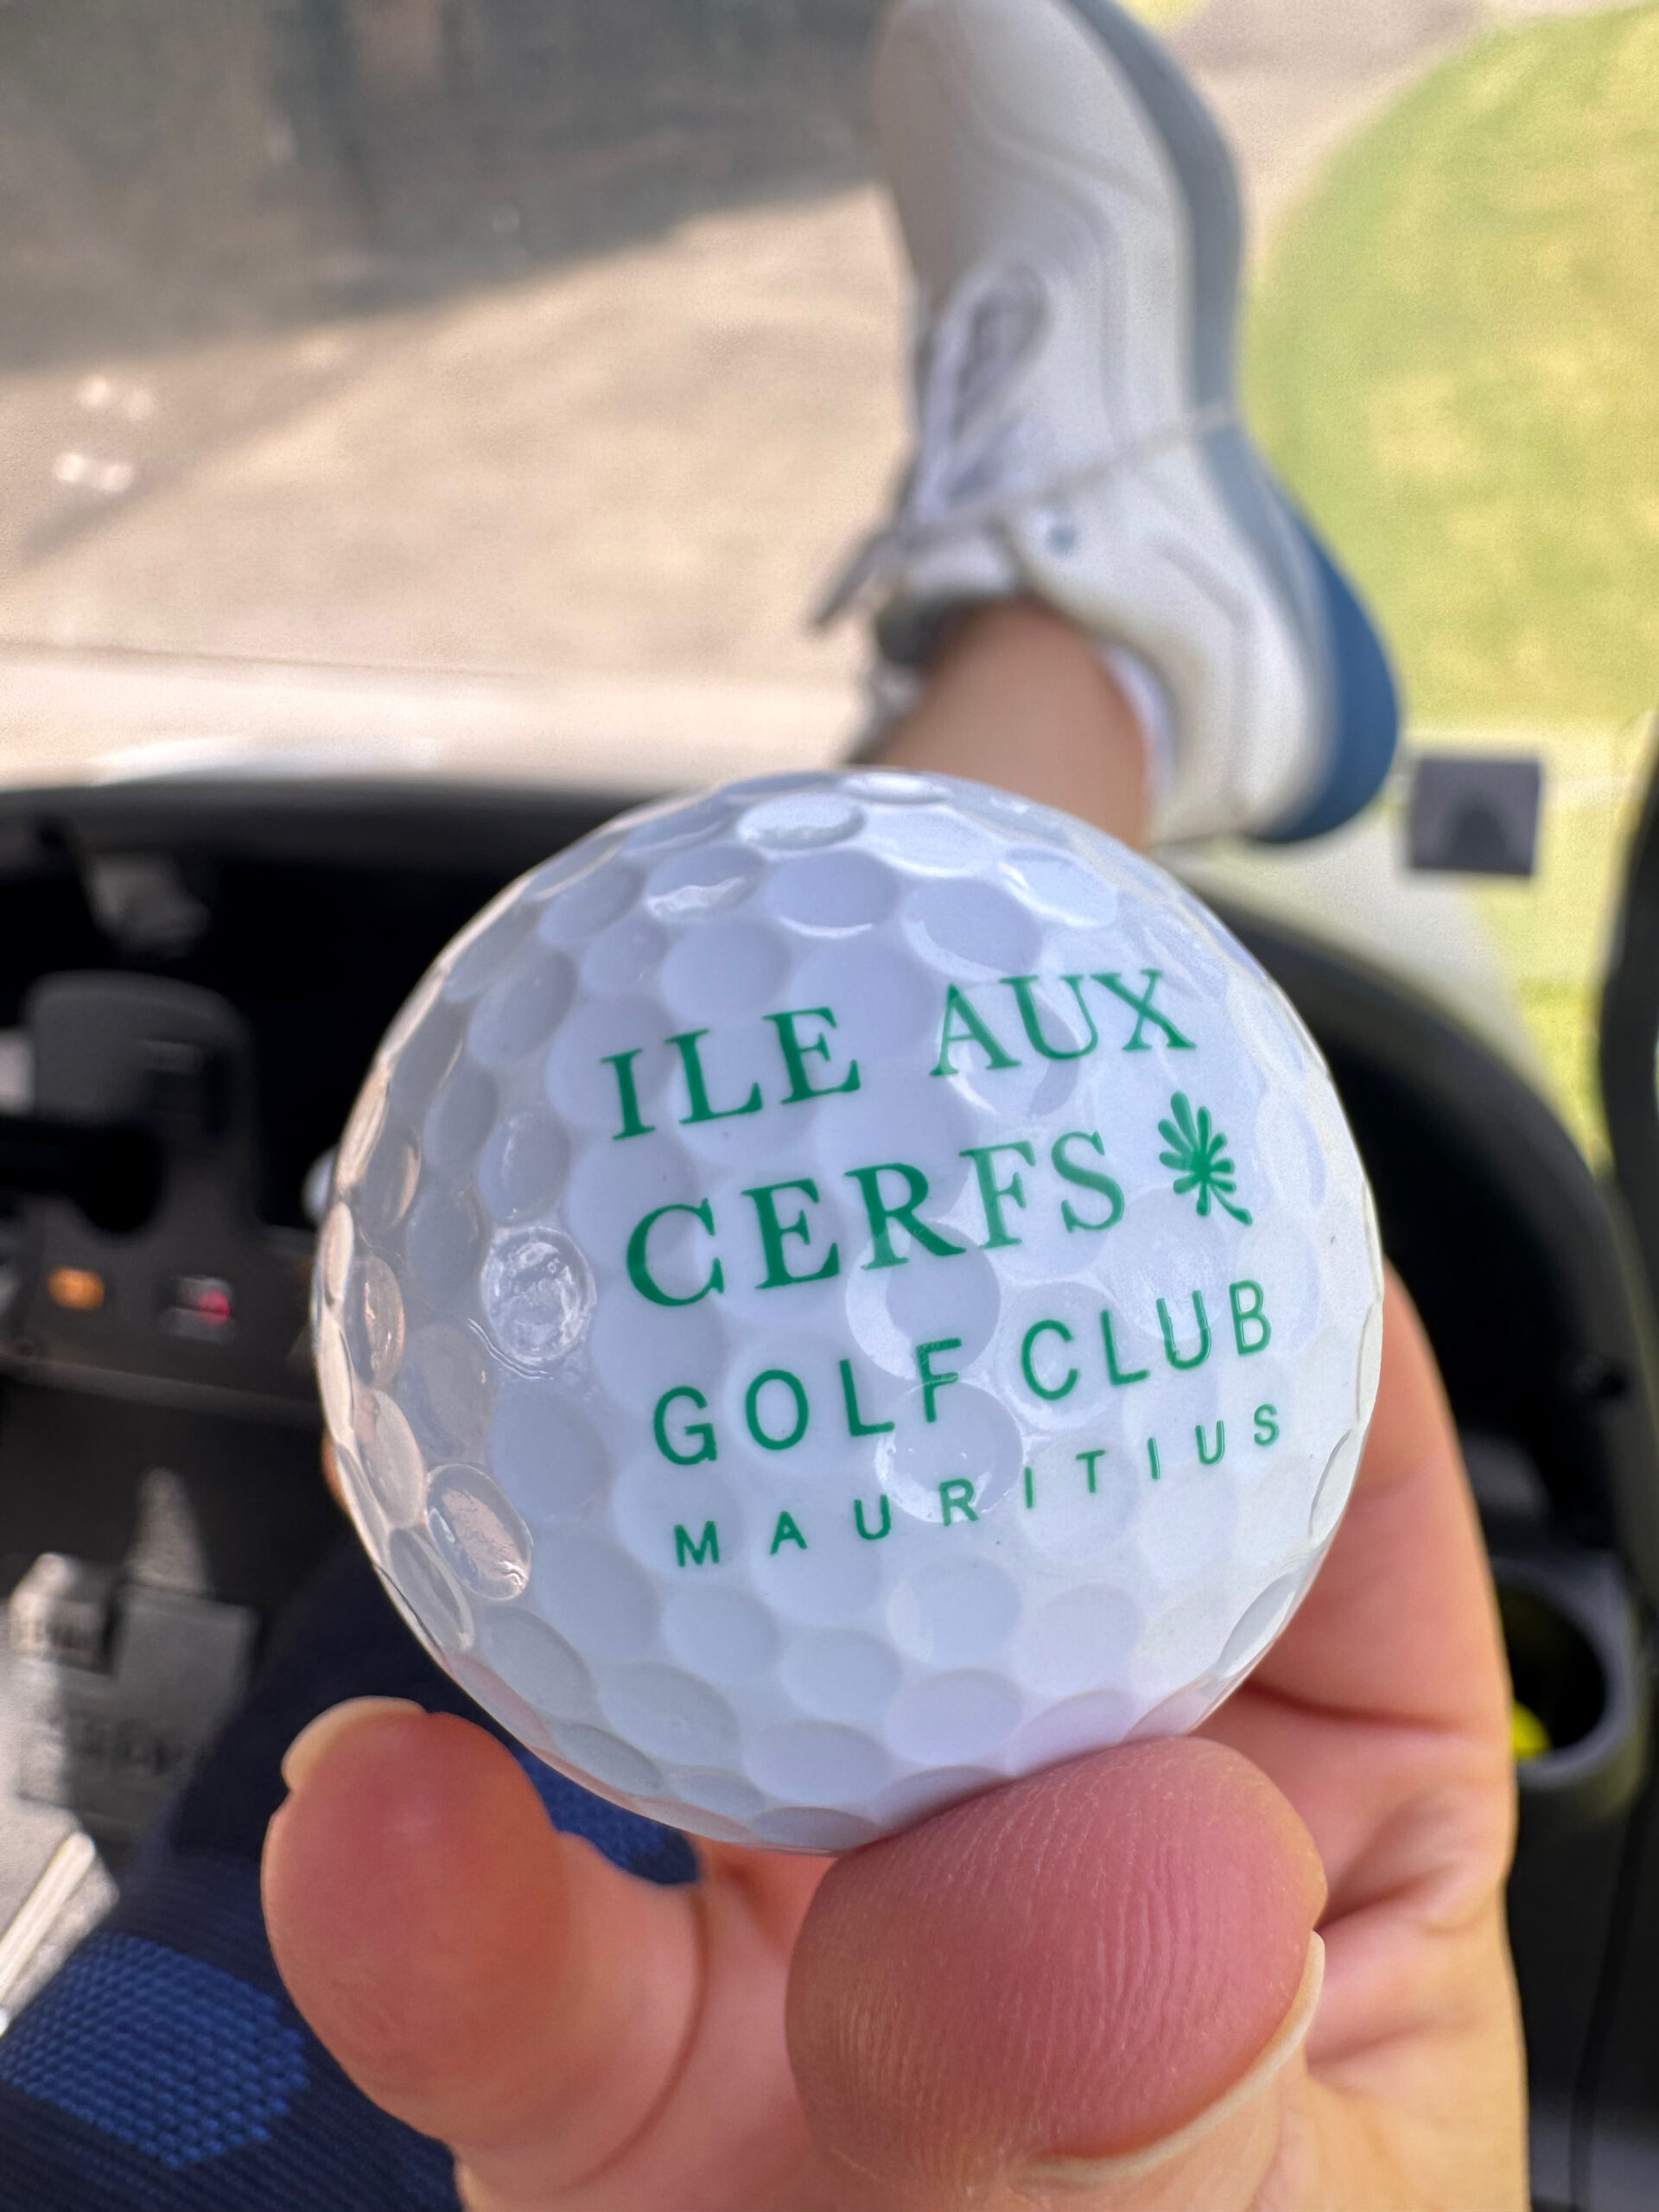 ILE AUX
CERFS
GOLF CLUB
MAURITIUS